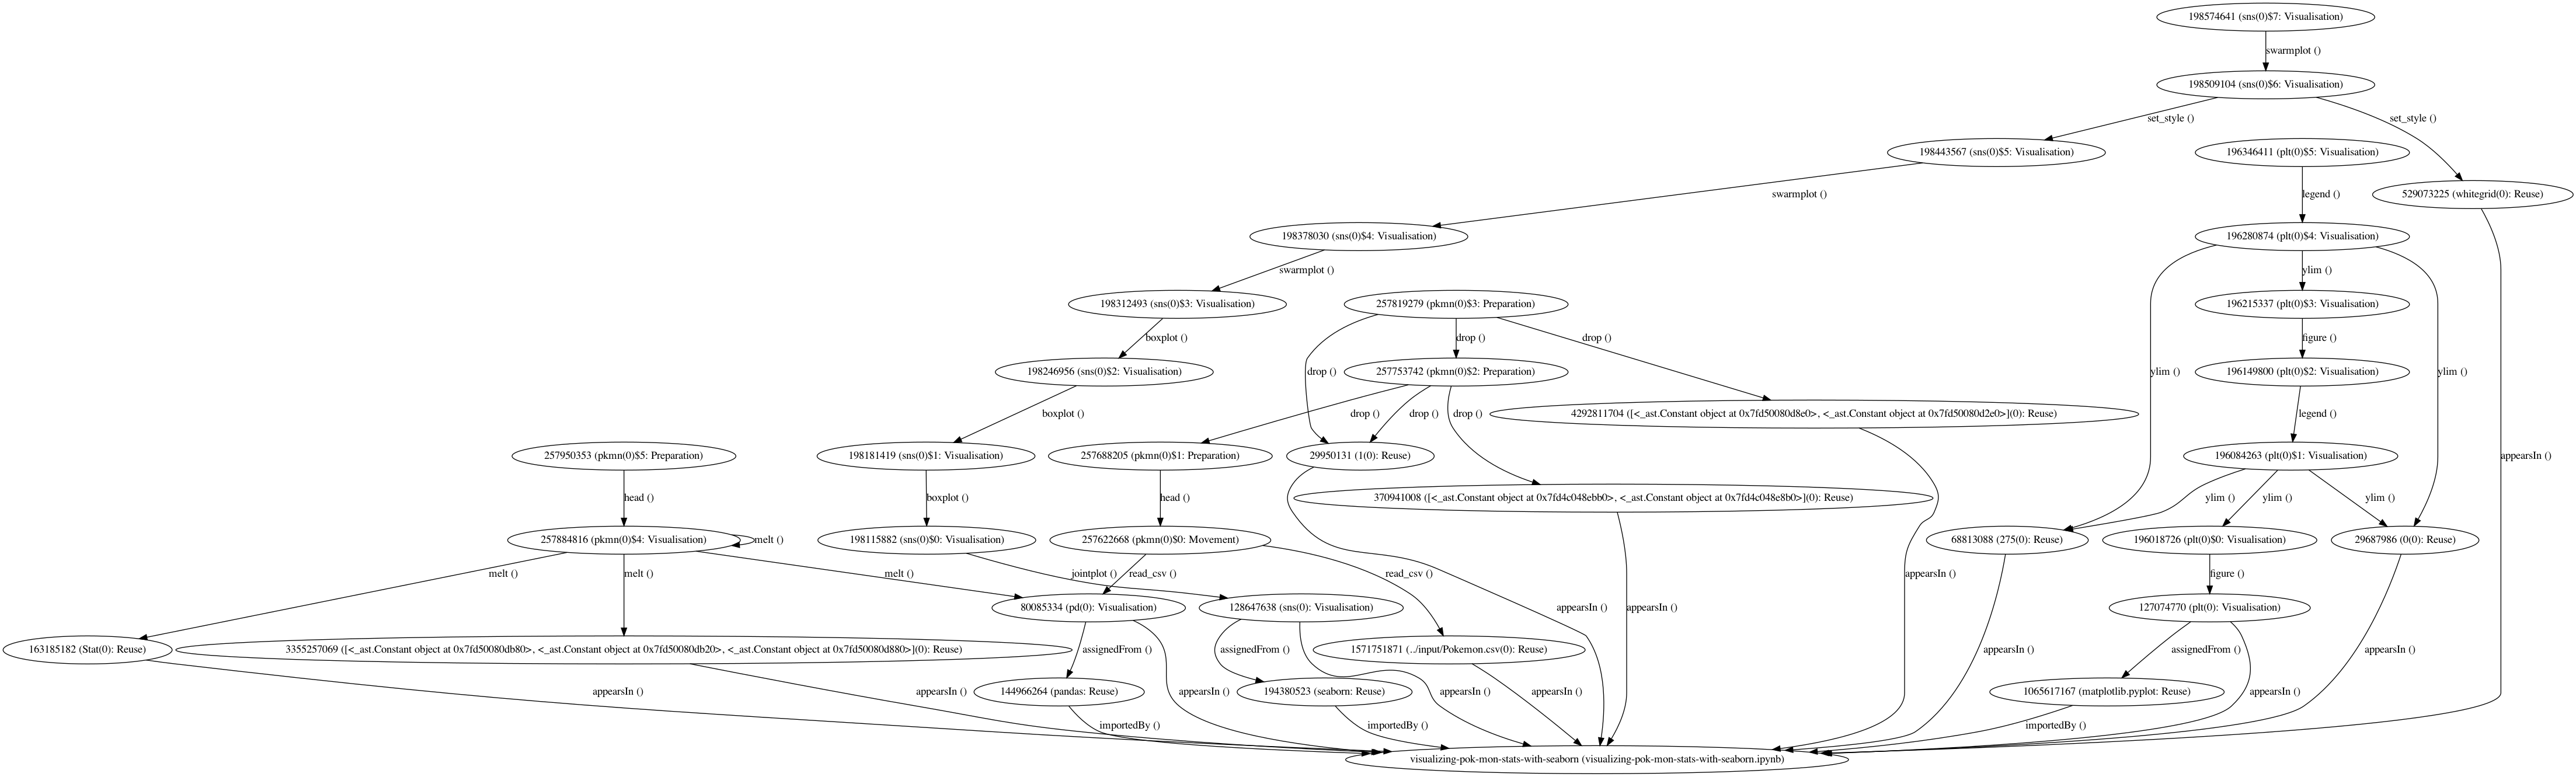 198574641 (sns(0)$7: Visualisation)
swarmplot ()
198509104 (sns(0)$6: Visualisation)
set_style ()
set_style ()
198443567 (sns(0)$5: Visualisation)
196346411 (plt(0)$5: Visualisation)
swarmplot ()
legend ()
529073225 (whitegrid(0): Reuse)
198378030 (sns(0)$4: Visualisation)
196280874 (plt(0)$4: Visualisation)
swarmplot ()
ylim ()
198312493 (sns(0)$3: Visualisation)
257819279 (pkmn(0)$3: Preparation)
196215337 (plt(0)$3: Visualisation)
boxplot ()
drop ()
drop ()
figure ()
198246956 (sns(0)$2: Visualisation)
drop ()
257753742 (pkmn(0)$2: Preparation)
ylim ()
196149800 (plt(0)$2: Visualisation)
ylim ()
boxplot ()
drop ()
drop ()
drop ()
4292811704 ([<_ast.Constant object at 0x7fd50080d8e0>, <_ast.Constant object at 0x7fd50080d2e0>](0): Reuse)
legend ()
257950353 (pkmn(0)$5: Preparation)
198181419 (sns(0)$1: Visualisation)
257688205 (pkmn(0)$1: Preparation)
29950131 (1(0): Reuse)
196084263 (plt(0)$1: Visualisation)
appearsIn ()
head ()
boxplot ()
head ()
370941008 ([<_ast.Constant object at 0x7fd4c048ebb0>, <_ast.Constant object at 0x7fd4c048e8b0>](0): Reuse)
ylim ()
ylim ()
ylim ()
257884816 (pkmn(0)$4: Visualisation)
melt ()
198115882 (sns(0)$0: Visualisation)
257622668 (pkmn(0)$0: Movement)
68813088 (275(0): Reuse)
196018726 (plt(0)$0: Visualisation)
29687986 (0(0): Reuse)
melt ()
melt ()
melt ()
jointplot ()
read_csv ()
read_csv ()
appearsIn ()
figure ()
80085334 (pd(0): Visualisation)
128647638 (sns(0): Visualisation)
appearsIn ()
appearsIn ()
127074770 (plt(0): Visualisation)
163185182 (Stat(0): Reuse)
3355257069 ([<_ast.Constant object at 0x7fd50080db80>, <_ast.Constant object at 0x7fd50080db20>, <_ast.Constant object at 0x7fd50080d880>](0): Reuse)
assignedFrom ()
assignedFrom ()
1571751871 (../input/Pokemon.csv(0): Reuse)
appearsIn ()
assignedFrom ()
appearsIn ()
appearsIn ()
appearsIn ()
144966264 (pandas: Reuse)
appearsIn ()
194380523 (seaborn: Reuse)
appearsIn ()
appearsIn ()
1065617167 (matplotlib.pyplot: Reuse)
appearsIn ()
importedBy ()
importedBy ()
importedBy ()
visualizing-pok-mon-stats-with-seaborn (visualizing-pok-mon-stats-with-seaborn.ipynb)